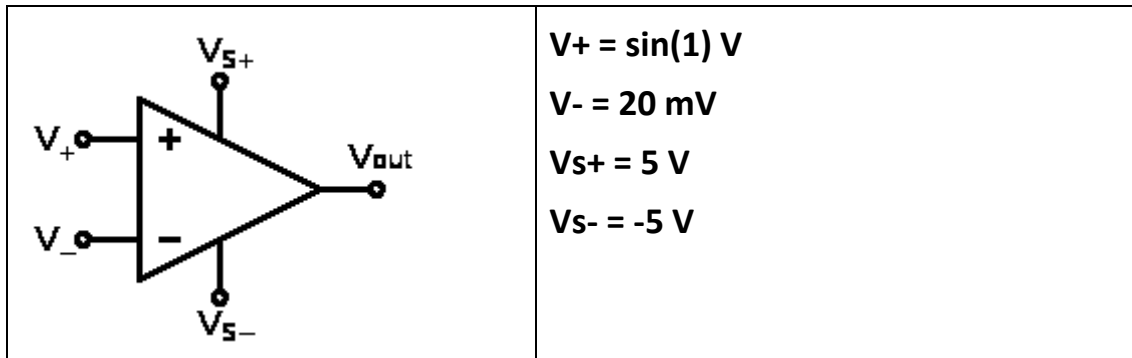 VS+
V+
+
Vout
V−
−
VS−
V+ = sin(1) V
V- = 20 mV
Vs+ = 5 V
Vs- = -5 V